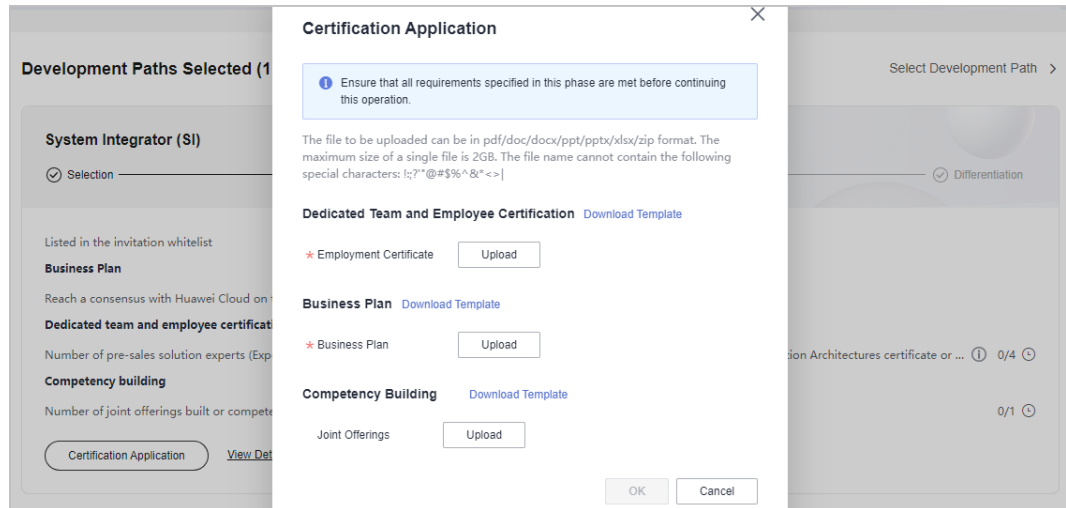 Certification Application
Ensure that all requirements specified in this phase are met before continuing
this operation.
The file to be uploaded can be in pdf/doc/docx/ppt/pptx/xlsx/zip format. The
maximum size of a single file is 2GB. The file name cannot contain the following
special characters: !:;?'"@#$%^&*<>|
Dedicated Team and Employee Certification Download Template
* Employment Certificate Upload
Business Plan Download Template
* Business Plan Upload
Competency Building Download Template
Joint Offerings Upload
OK Cancel
Development Paths Selected (1
Select Development Path >
System Integrator (SI)
Selection
Differentiation
Listed in the invitation whitelist
Business Plan
Reach a consensus with Huawei Cloud on
Dedicated team and employee certificati
Number of pre-sales solution experts (Exp
ion Architectures certificate or ... 0/4
Competency building
Number of joint offerings built or compete
0/1
Certification Application View Det